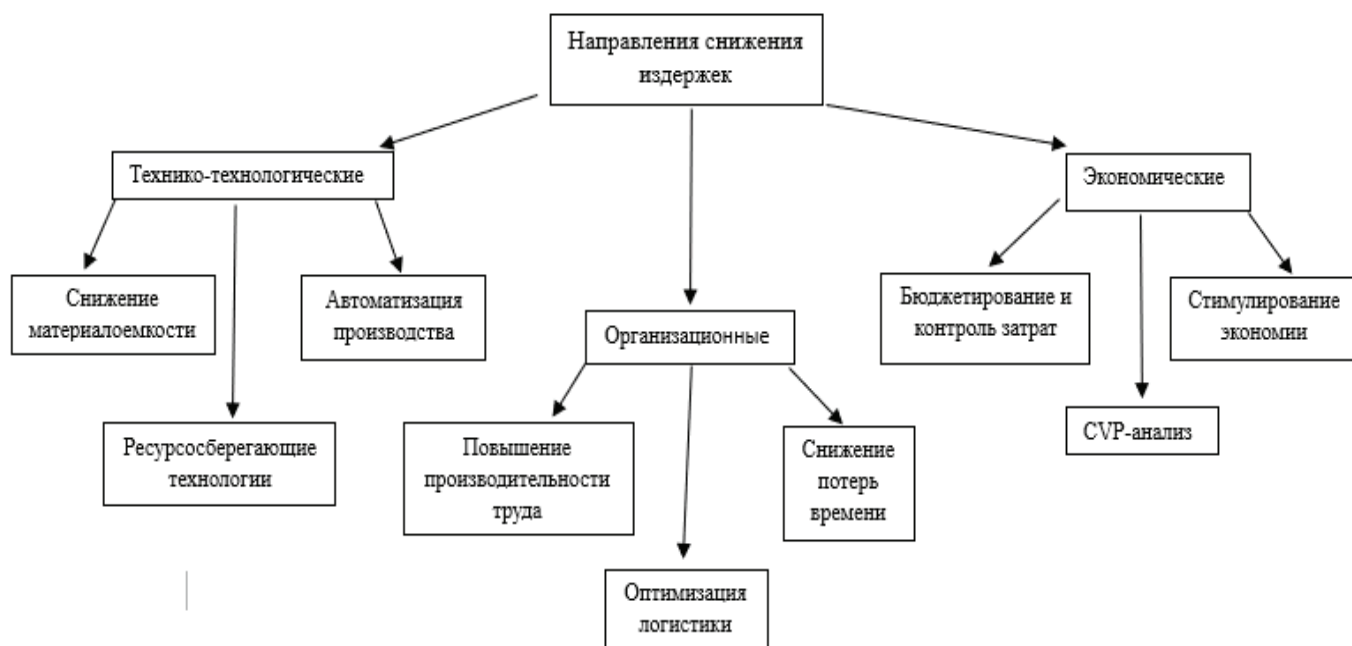 Направления снижения
издержек
Технико-технологические
Экономические
Снижение
материалоемкости
Автоматизация
производства
Бюджетирование и
контроль затрат
Стимулирование
экономии
Организационные
Ресурсосберегающие
технологии
Повышение
производительности
труда
Снижение
потерь
времени
CVP-анализ
Оптимизация
логистики